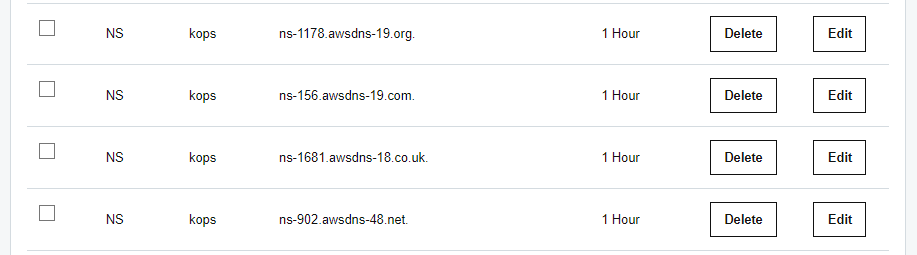 NS kops ns-1178.awsdns-19.org. 1 Hour Delete Edit
NS kops ns-156.awsdns-19.com. 1 Hour Delete Edit
NS kops ns-1681.awsdns-18.co.uk. 1 Hour Delete Edit
NS kops ns-902.awsdns-48.net. 1 Hour Delete Edit